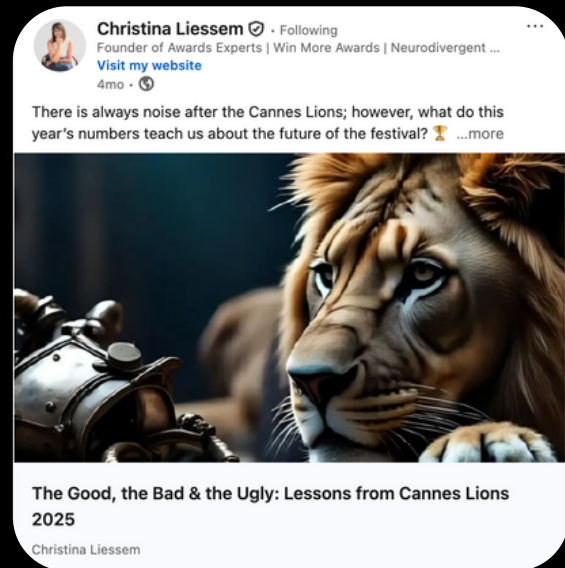 Christina Liessem · Following
Founder of Awards Experts | Win More Awards | Neurodivergent ...
Visit my website
4mo ·
There is always noise after the Cannes Lions; however, what do this
year's numbers teach us about the future of the festival? 🏆 ...more
The Good, the Bad & the Ugly: Lessons from Cannes Lions
2025
Christina Liessem